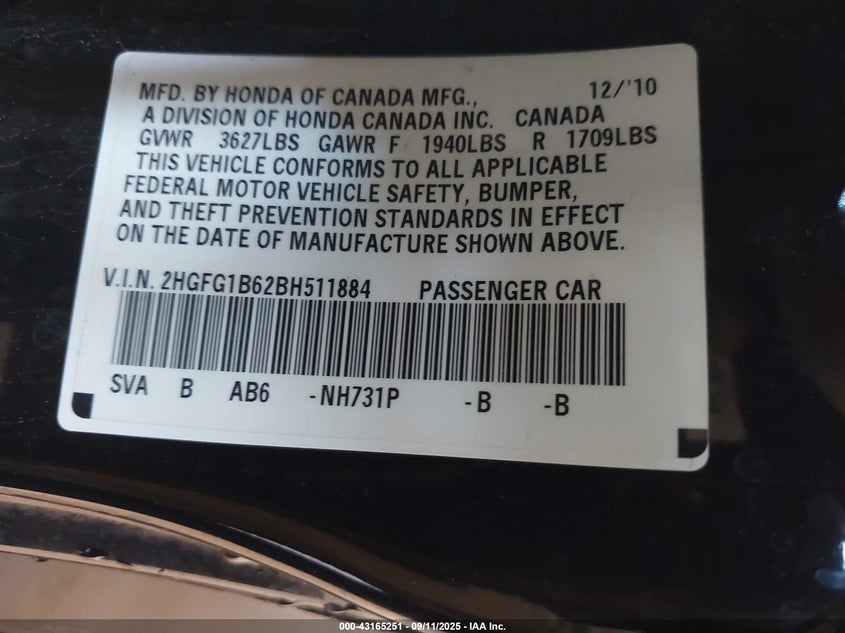 MFD. BY HONDA OF CANADA MFG., 12/'10
A DIVISION OF HONDA CANADA INC. CANADA
GVWR 3627LBS GAWR F 1940LBS R 1709LBS
THIS VEHICLE CONFORMS TO ALL APPLICABLE
FEDERAL MOTOR VEHICLE SAFETY, BUMPER,
AND THEFT PREVENTION STANDARDS IN EFFECT
ON THE DATE OF MANUFACTURE SHOWN ABOVE.
V.I.N. 2HGFG1B62BH511884 PASSENGER CAR
SVA B AB6 -NH731P -B -B
000-43165251 - 09/11/2025 - IAA Inc.